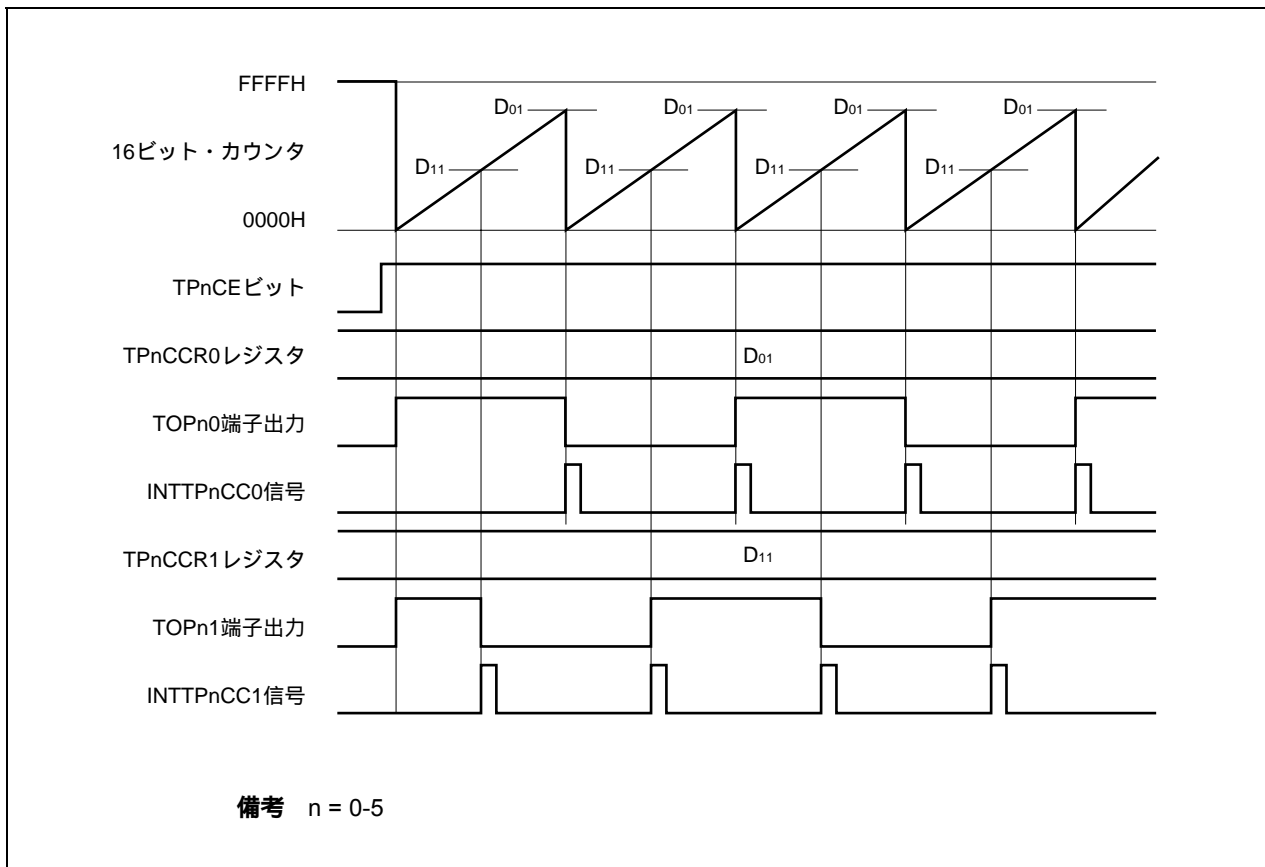 FFFFH
D01 D01 D01 D01
16ビット・カウンタ
D11 D11 D11 D11
0000H
TPnCEビット
TPnCCR0レジスタ D01
TOPn0端子出力
INTTPnCC0信号
TPnCCR1レジスタ D11
TOPn1端子出力
INTTPnCC1信号
備考 n = 0-5